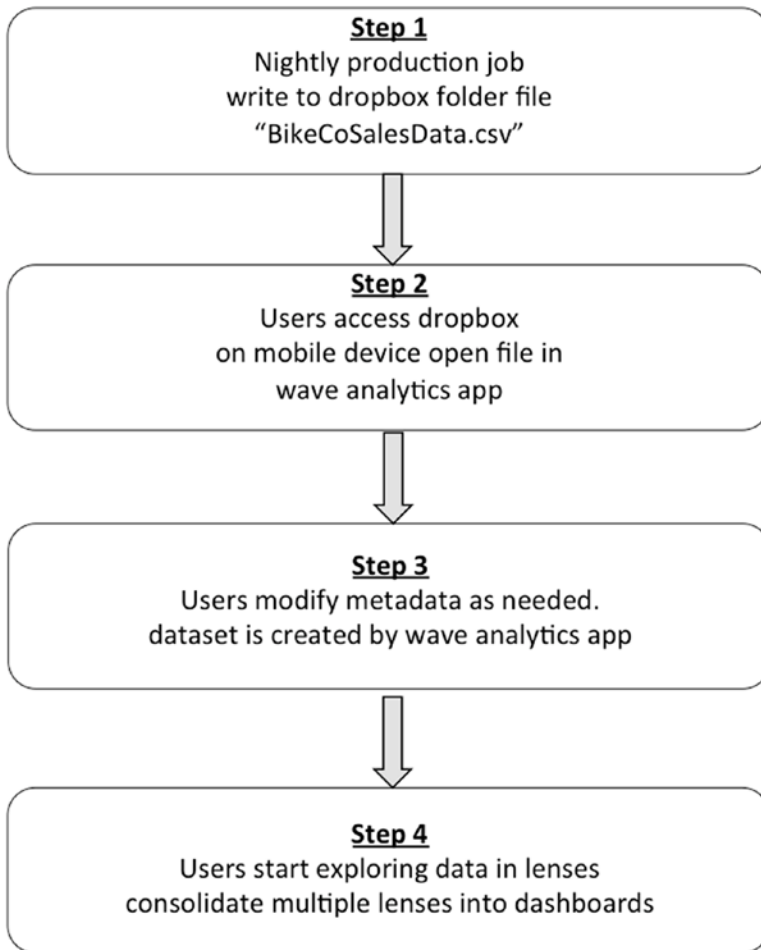 Step 1
Nightly production job
write to dropbox folder file
“BikeCoSalesData.csv”
Step 2
Users access dropbox
on mobile device open file in
wave analytics app
Step 3
Users modify metadata as needed.
dataset is created by wave analytics app
Step 4
Users start exploring data in lenses
consolidate multiple lenses into dashboards